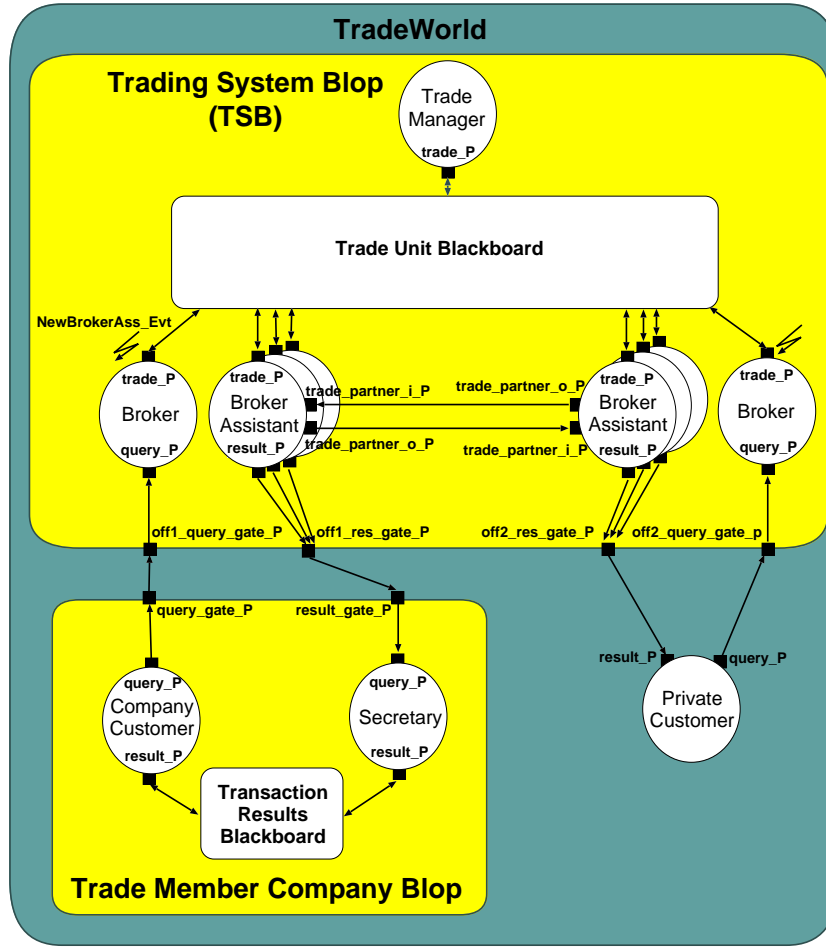 TradeWorld
Trading System Blop
(TSB)
Trade
Manager
trade_P
Trade Unit Blackboard
NewBrokerAss_Evt
trade_P
Broker
query_P
trade_P
Broker
Assistant
result_P
trade_partner_i_P
trade_partner_o_P
trade_partner_o_P
trade_partner_i_P
trade_P
Broker
Assistant
result_P
trade_P
Broker
query_P
off1_query_gate_P
off1_res_gate_P
off2_res_gate_P
off2_query_gate_p
query_gate_P
result_gate_P
query_P
Company
Customer
result_P
query_P
Secretary
result_P
result_P
query_P
Private
Customer
Transaction
Results
Blackboard
Trade Member Company Blop